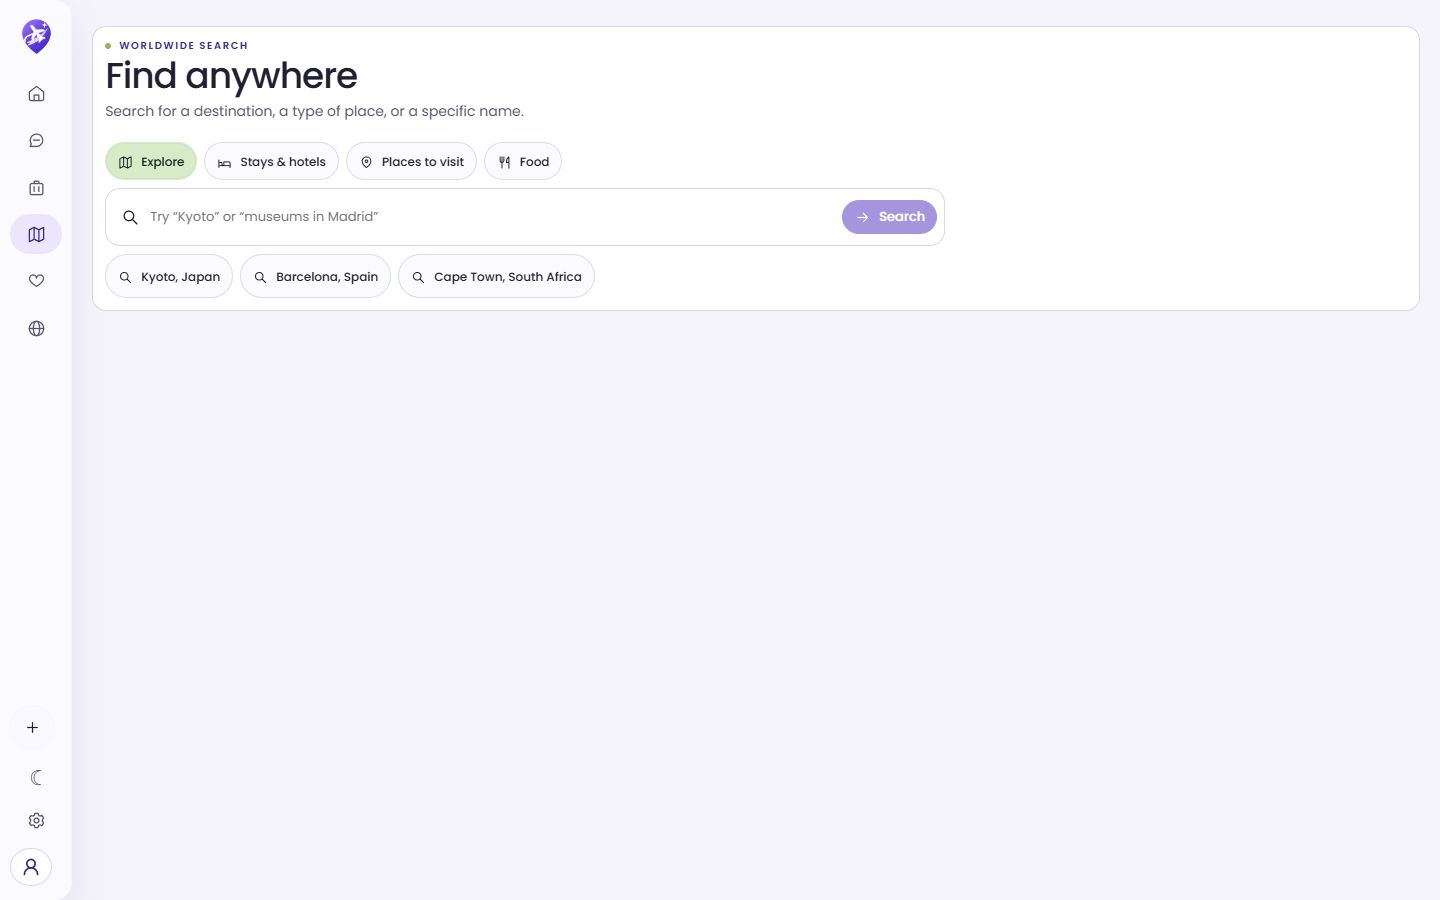 WORLDWIDE SEARCH
Find anywhere
Search for a destination, a type of place, or a specific name.
Explore
Stays & hotels
Places to visit
Food
Try “Kyoto” or “museums in Madrid”
Search
Kyoto, Japan
Barcelona, Spain
Cape Town, South Africa